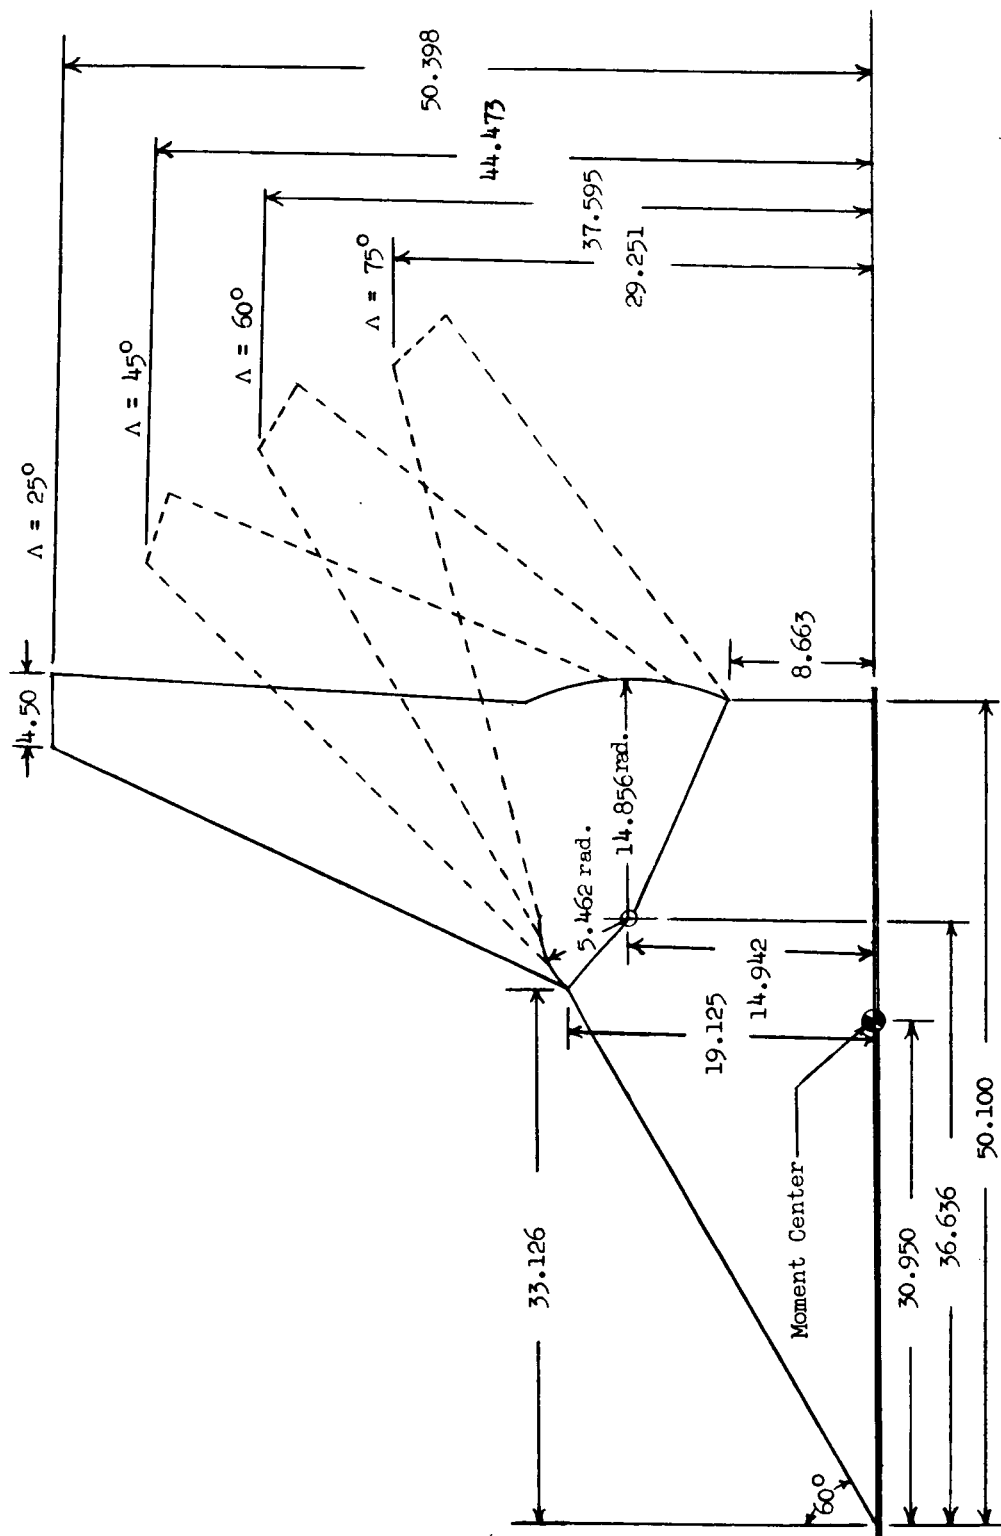 50.398
44.473
37.595
29.251
Λ = 25°
Λ = 45°
Λ = 60°
Λ = 75°
4.50
8.663
14.856 rad.
5.462 rad.
14.942
19.125
33.126
Moment Center
30.950
36.636
50.100
60°